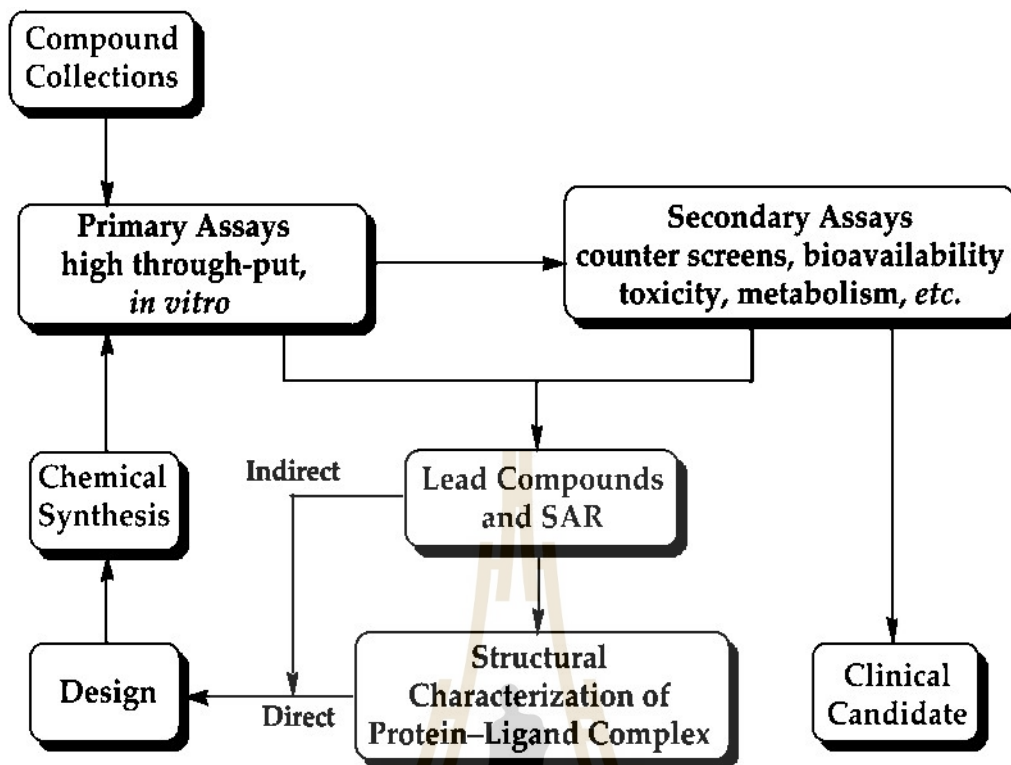 Compound
Collections
Primary Assays
high through-put,
in vitro
Secondary Assays
counter screens, bioavailability
toxicity, metabolism, etc.
Chemical
Synthesis
Indirect
Lead Compounds
and SAR
Design
Direct
Structural
Characterization of
Protein–Ligand Complex
Clinical
Candidate